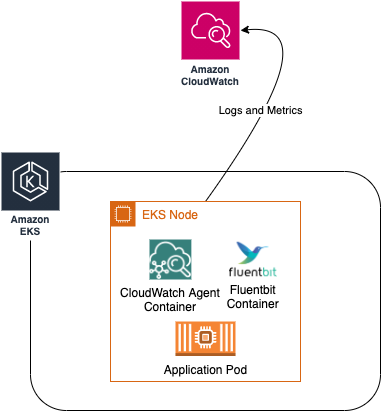 Amazon
CloudWatch
Logs and Metrics
Amazon
EKS
EKS Node
CloudWatch Agent
Container
fluentbit
Fluentbit
Container
Application Pod